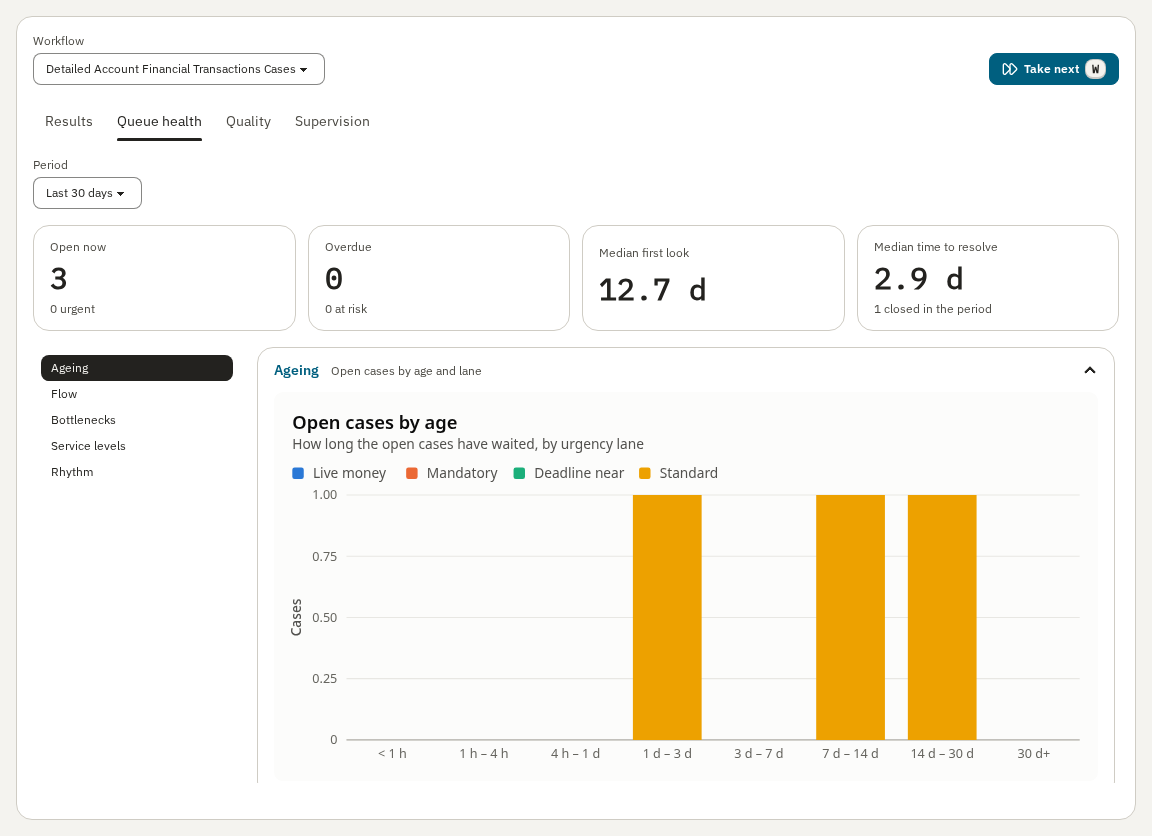 Workflow
Detailed Account Financial Transactions Cases
Take next W
Results Queue health Quality Supervision
Period
Last 30 days
Open now
3
0 urgent
Overdue
0
0 at risk
Median first look
12.7 d
Median time to resolve
2.9 d
1 closed in the period
Ageing
Flow
Bottlenecks
Service levels
Rhythm
Ageing Open cases by age and lane
Open cases by age
How long the open cases have waited, by urgency lane
Live money Mandatory Deadline near Standard
1.00
0.75
0.50
0.25
0
Cases
< 1 h 1 h – 4 h 4 h – 1 d 1 d – 3 d 3 d – 7 d 7 d – 14 d 14 d – 30 d 30 d+